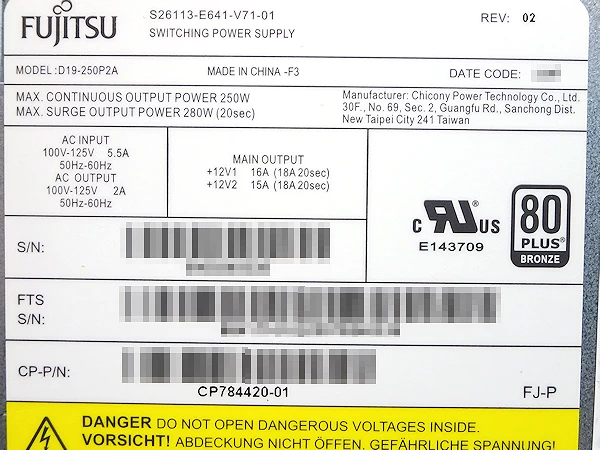 FUJITSU
S26113-E641-V71-01
SWITCHING POWER SUPPLY
REV: 02
MODEL:D19-250P2A
MADE IN CHINA -F3
DATE CODE:
MAX. CONTINUOUS OUTPUT POWER 250W
MAX. SURGE OUTPUT POWER 280W (20sec)
Manufacturer: Chicony Power Technology Co., Ltd.
30F., No. 69, Sec. 2, Guangfu Rd., Sanchong Dist.
New Taipei City 241 Taiwan
AC INPUT
100V-125V 5.5A
50Hz-60Hz
AC OUTPUT
100V-125V 2A
50Hz-60Hz
MAIN OUTPUT
+12V1 16A (18A 20sec)
+12V2 15A (18A 20sec)
C RU US
E143709
80
PLUS®
BRONZE
S/N:
FTS
S/N:
CP-P/N:
CP784420-01
FJ-P
DANGER DO NOT OPEN DANGEROUS VOLTAGES INSIDE.
VORSICHT! ABDECKUNG NICHT ÖFFEN. GEFÄHRLICHE SPANNUNG!